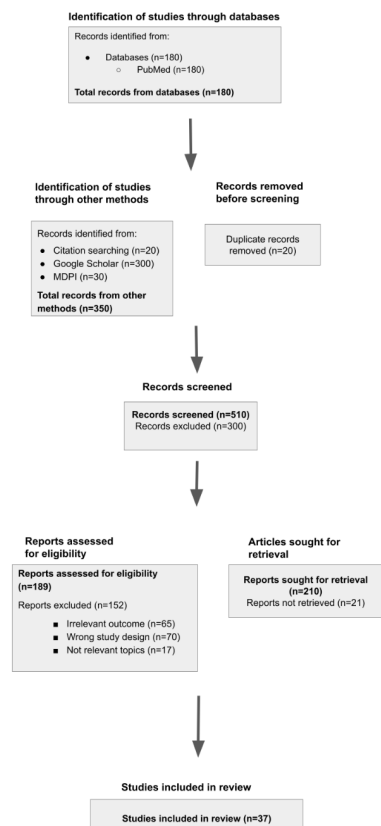 Identification of studies through databases
Records identified from:
● Databases (n=180)
○ PubMed (n=180)
Total records from databases (n=180)
Identification of studies
through other methods
Records identified from:
● Citation searching (n=20)
● Google Scholar (n=300)
● MDPI (n=30)
Total records from other
methods (n=350)
Records removed
before screening
Duplicate records
removed (n=20)
Records screened
Records screened (n=510)
Records excluded (n=300)
Reports assessed
for eligibility
Reports assessed for eligibility
(n=189)
Reports excluded (n=152)
■ Irrelevant outcome (n=65)
■ Wrong study design (n=70)
■ Not relevant topics (n=17)
Articles sought for
retrieval
Reports sought for retrieval
(n=210)
Reports not retrieved (n=21)
Studies included in review
Studies included in review (n=37)